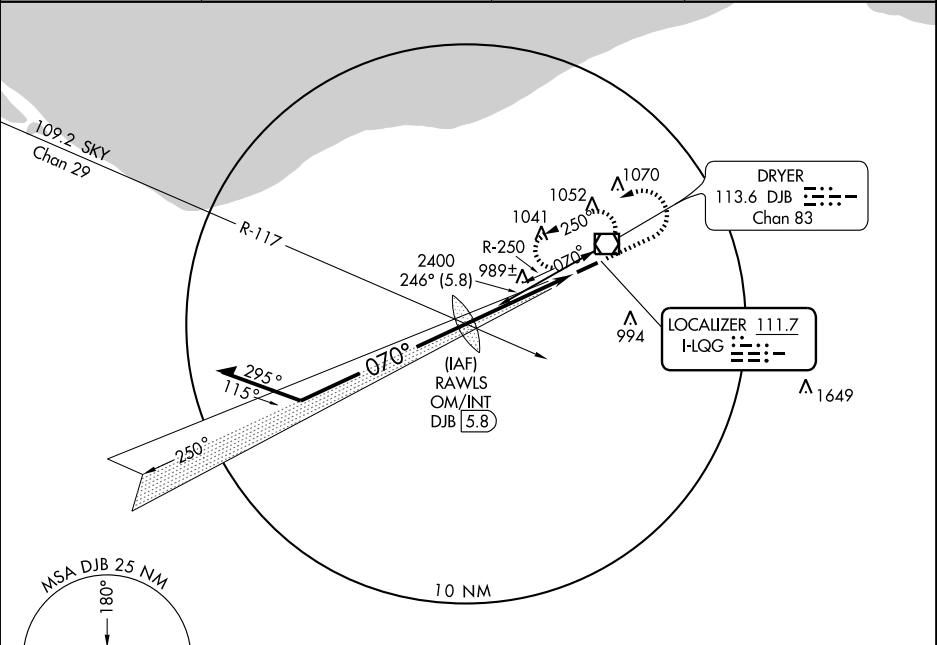 109.2 SKY
Chan 29
R-117
1070
1052
1041
250°
R-250
070°
989±
2400
246° (5.8)
DRYER
113.6 DJB
Chan 83
994
LOCALIZER 111.7
I-LQG
1649
070°
(IAF)
RAWLS
OM/INT
DJB 5.8
295°
115°
250°
10 NM
MSA DJB 25 NM
180°